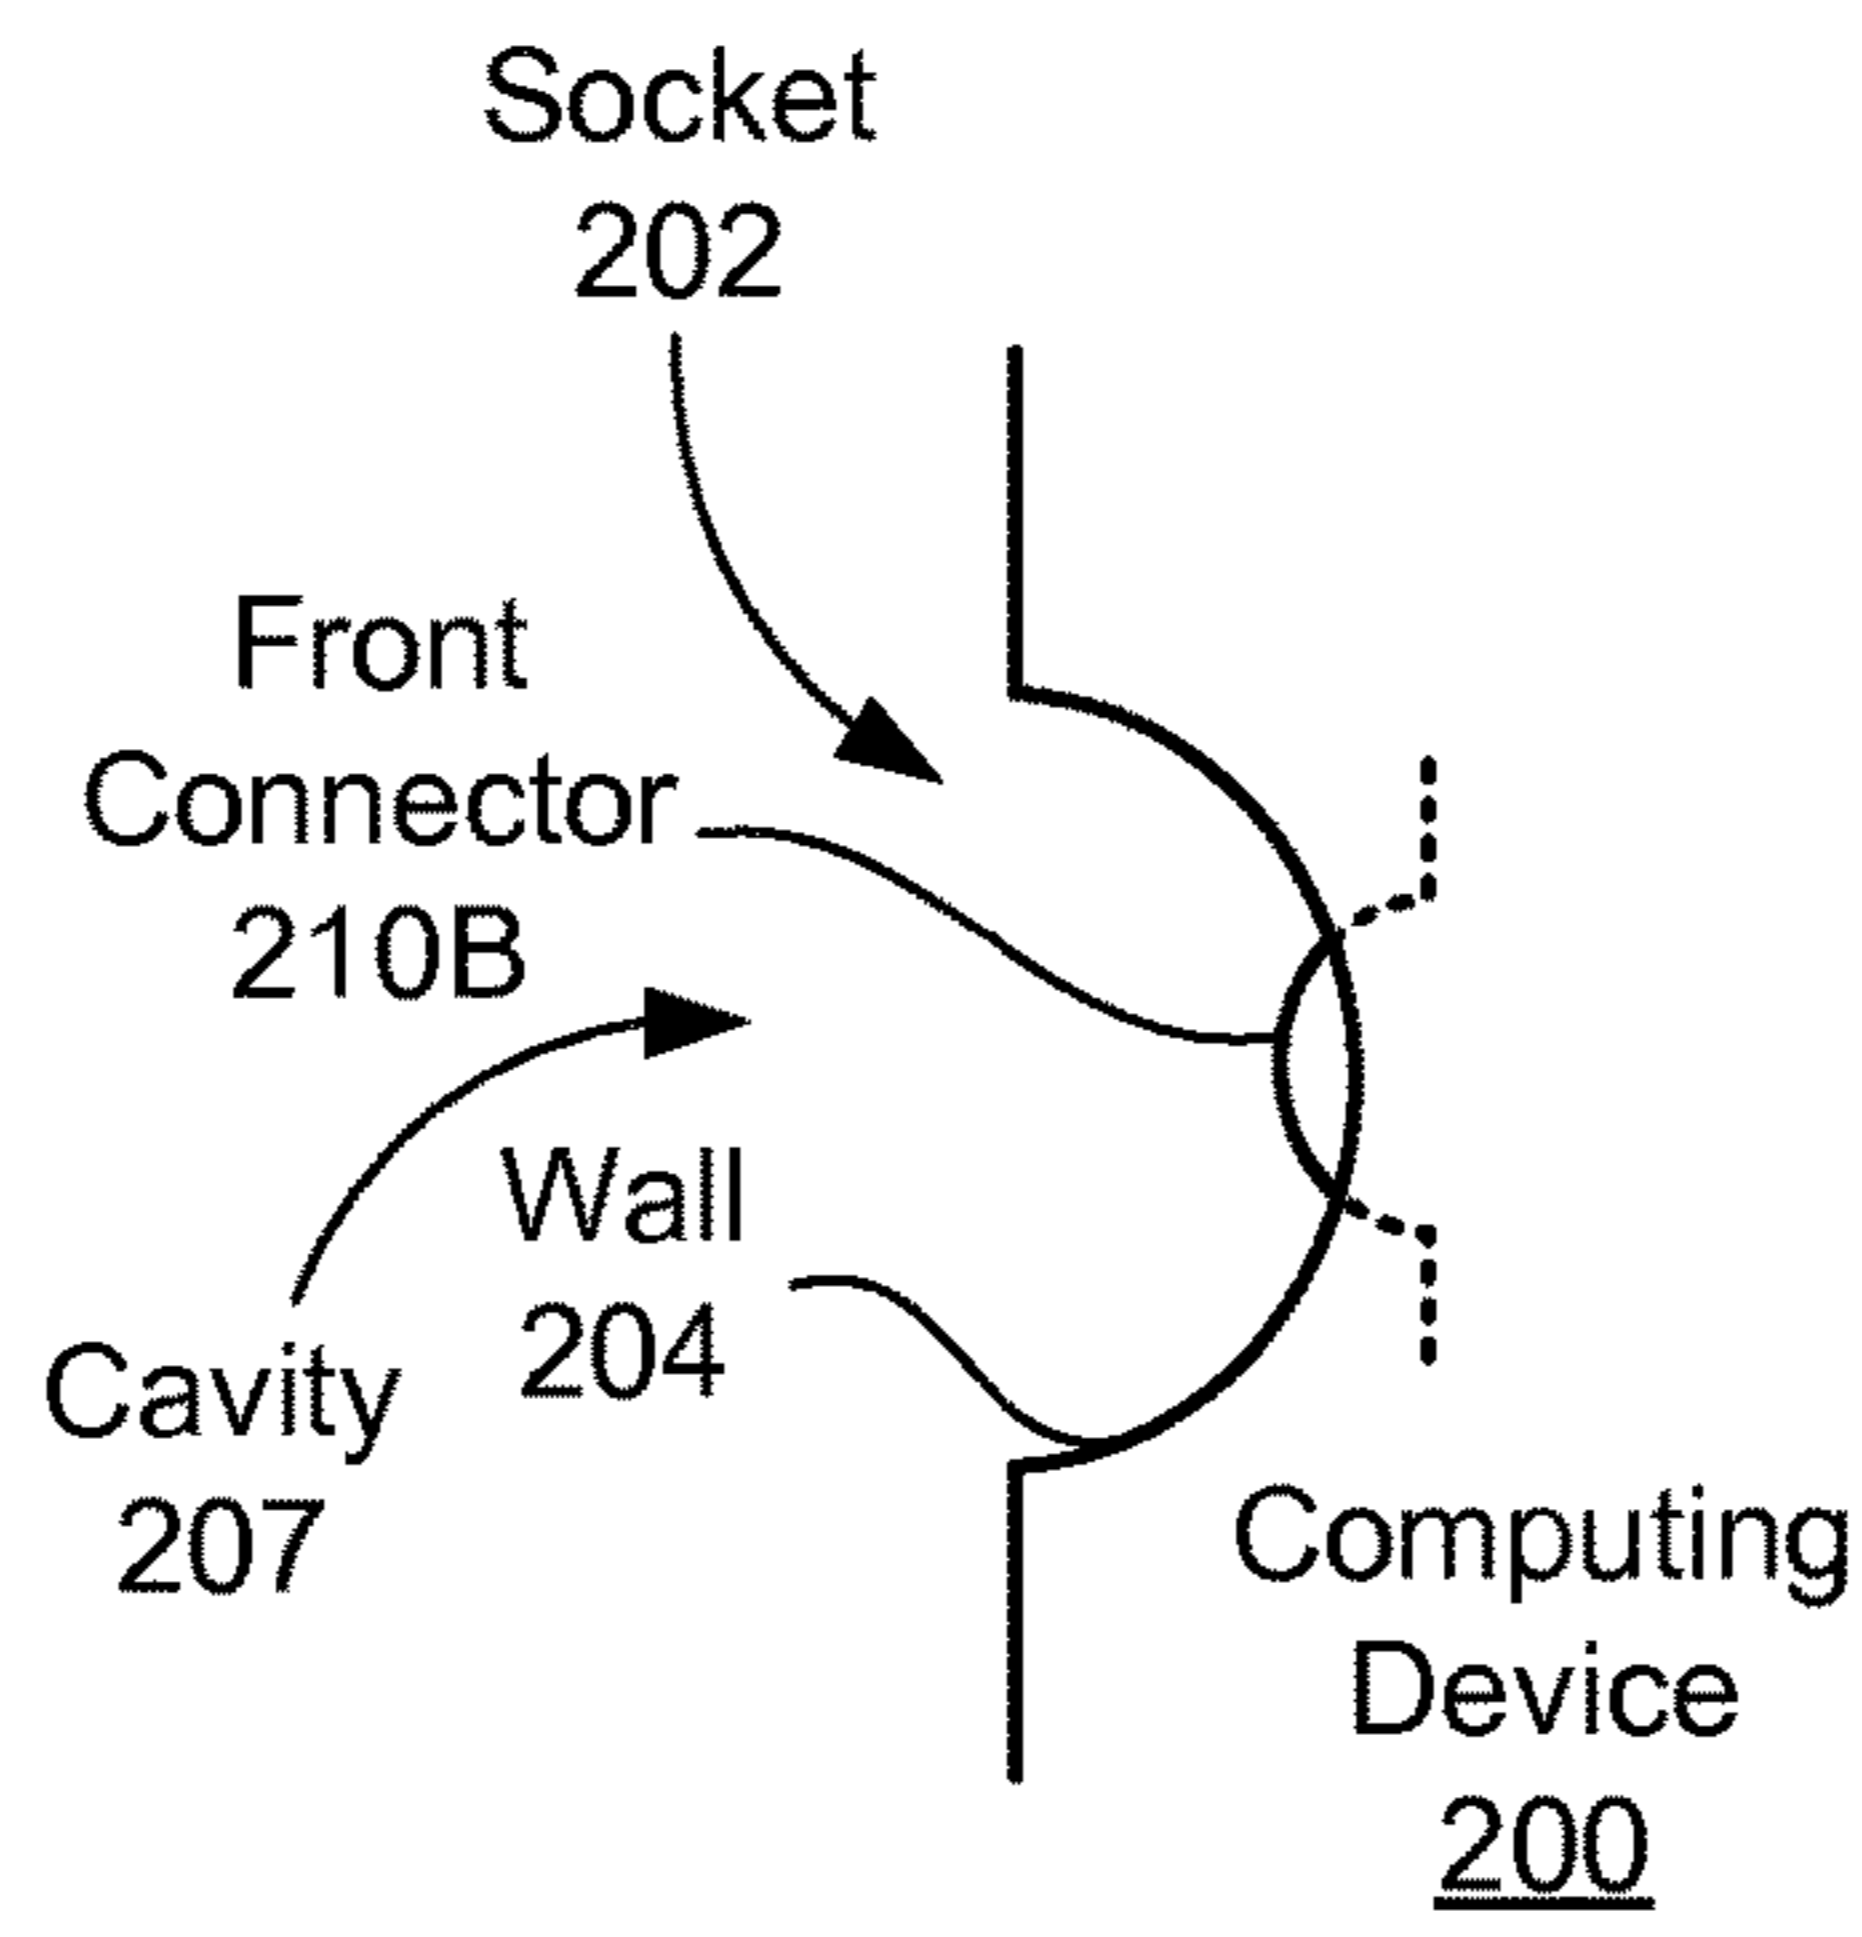 Socket
202
Front
Connector
210B
Wall
204
Cavity
207
Computing
Device
200